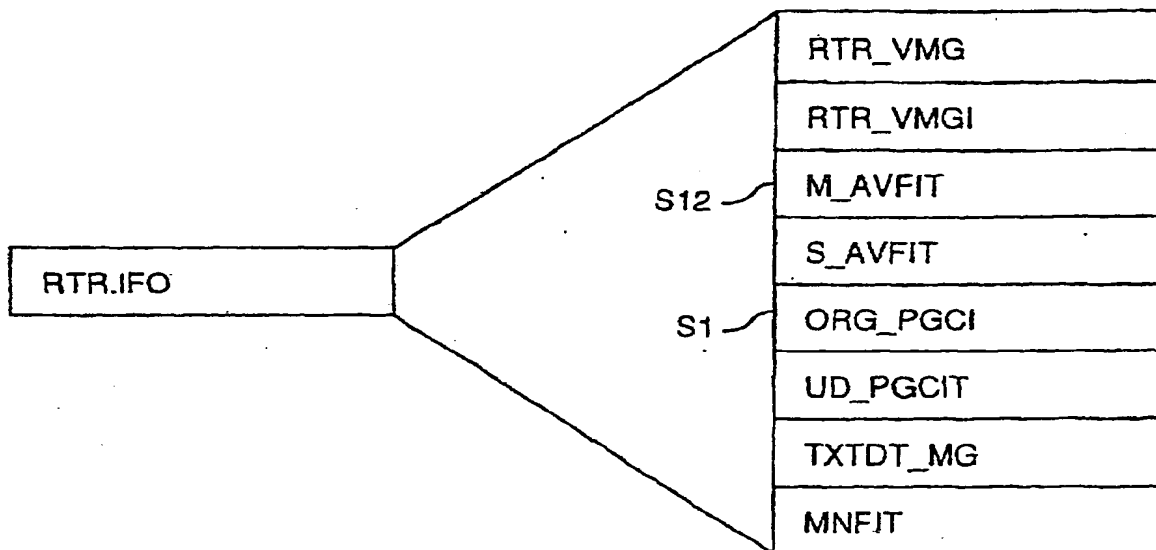 RTR_VMG
RTR_VMGI
S12
M_AVFIT
S_AVFIT
RTR.IFO
S1
ORG_PGCI
UD_PGCIT
TXTDT_MG
MNFIT